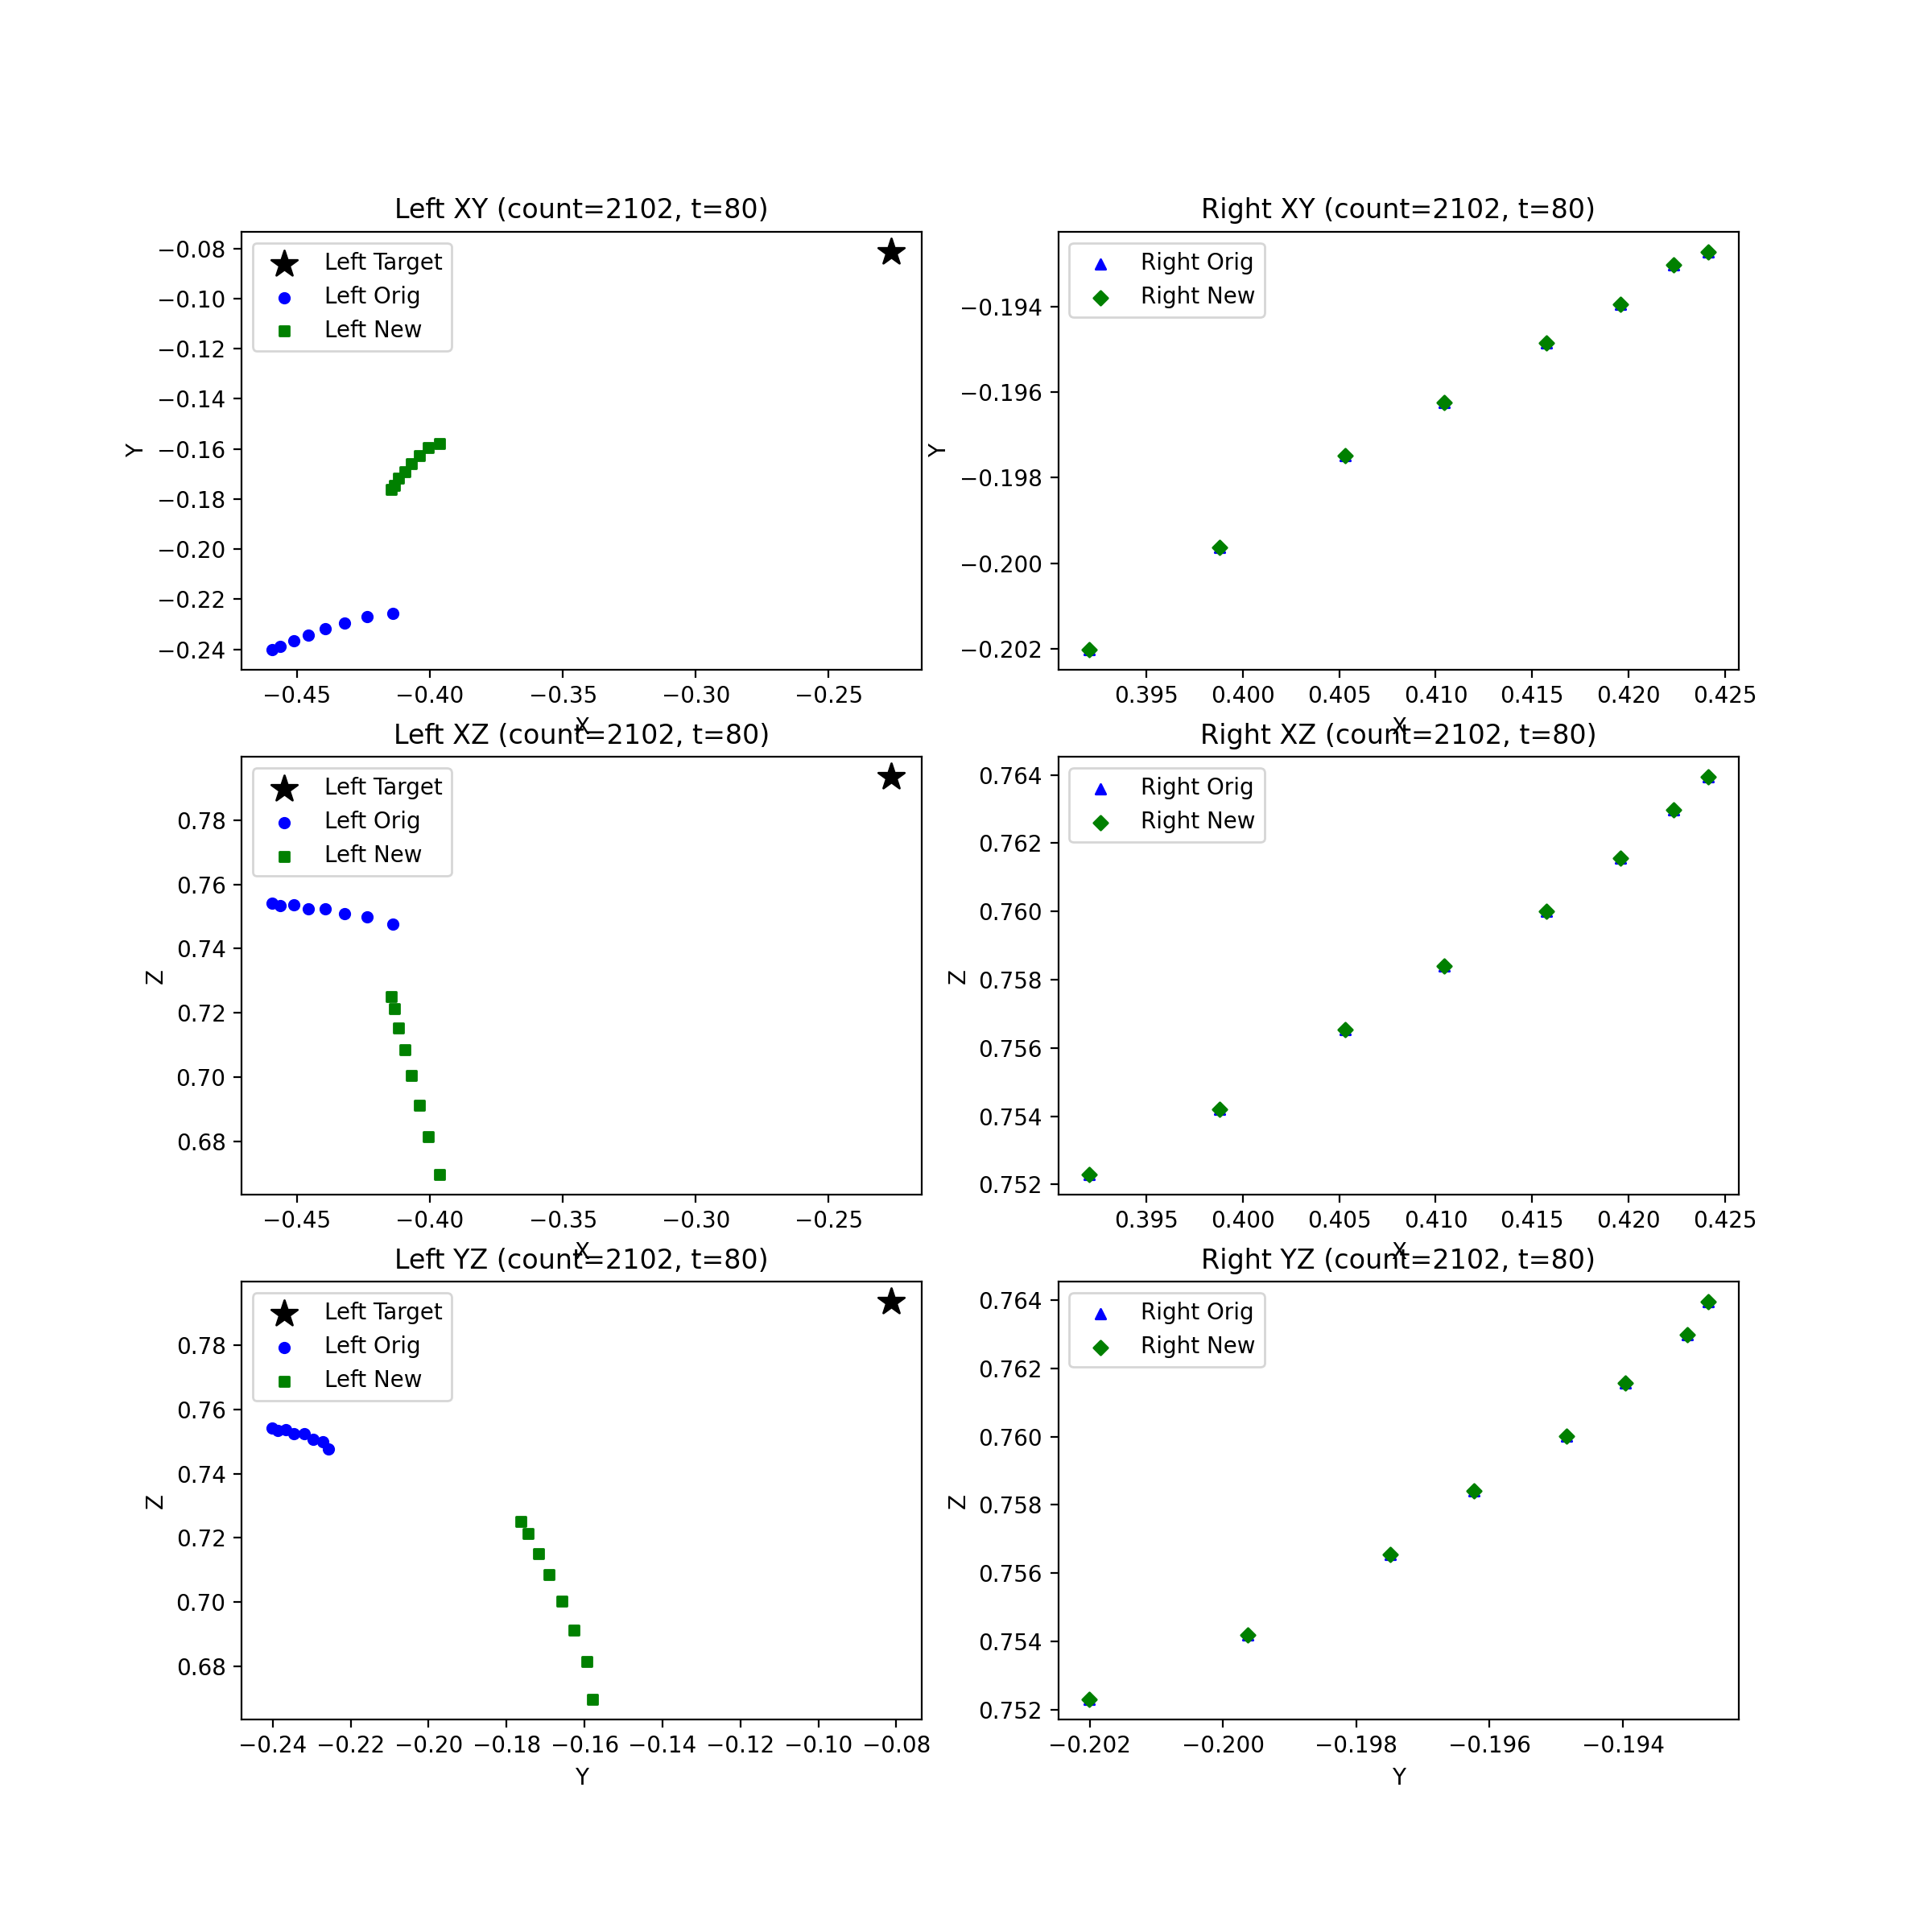 Left XY (count=2102, t=80)
Right XY (count=2102, t=80)
Left Target
Left Orig
Left New
−0.08
−0.10
−0.12
−0.14
−0.16
−0.18
−0.20
−0.22
−0.24
Y
−0.45
−0.40
−0.35
−0.30
−0.25
X
Right Orig
Right New
−0.194
−0.196
−0.198
−0.200
−0.202
Y
0.395
0.400
0.405
0.410
0.415
0.420
0.425
X
Left XZ (count=2102, t=80)
Right XZ (count=2102, t=80)
Left Target
Left Orig
Left New
0.78
0.76
0.74
0.72
0.70
0.68
Z
−0.45
−0.40
−0.35
−0.30
−0.25
X
Right Orig
Right New
0.764
0.762
0.760
0.758
0.756
0.754
0.752
Z
0.395
0.400
0.405
0.410
0.415
0.420
0.425
X
Left YZ (count=2102, t=80)
Right YZ (count=2102, t=80)
Left Target
Left Orig
Left New
0.78
0.76
0.74
0.72
0.70
0.68
Z
−0.24
−0.22
−0.20
−0.18
−0.16
−0.14
−0.12
−0.10
−0.08
Y
Right Orig
Right New
0.764
0.762
0.760
0.758
0.756
0.754
0.752
Z
−0.202
−0.200
−0.198
−0.196
−0.194
Y